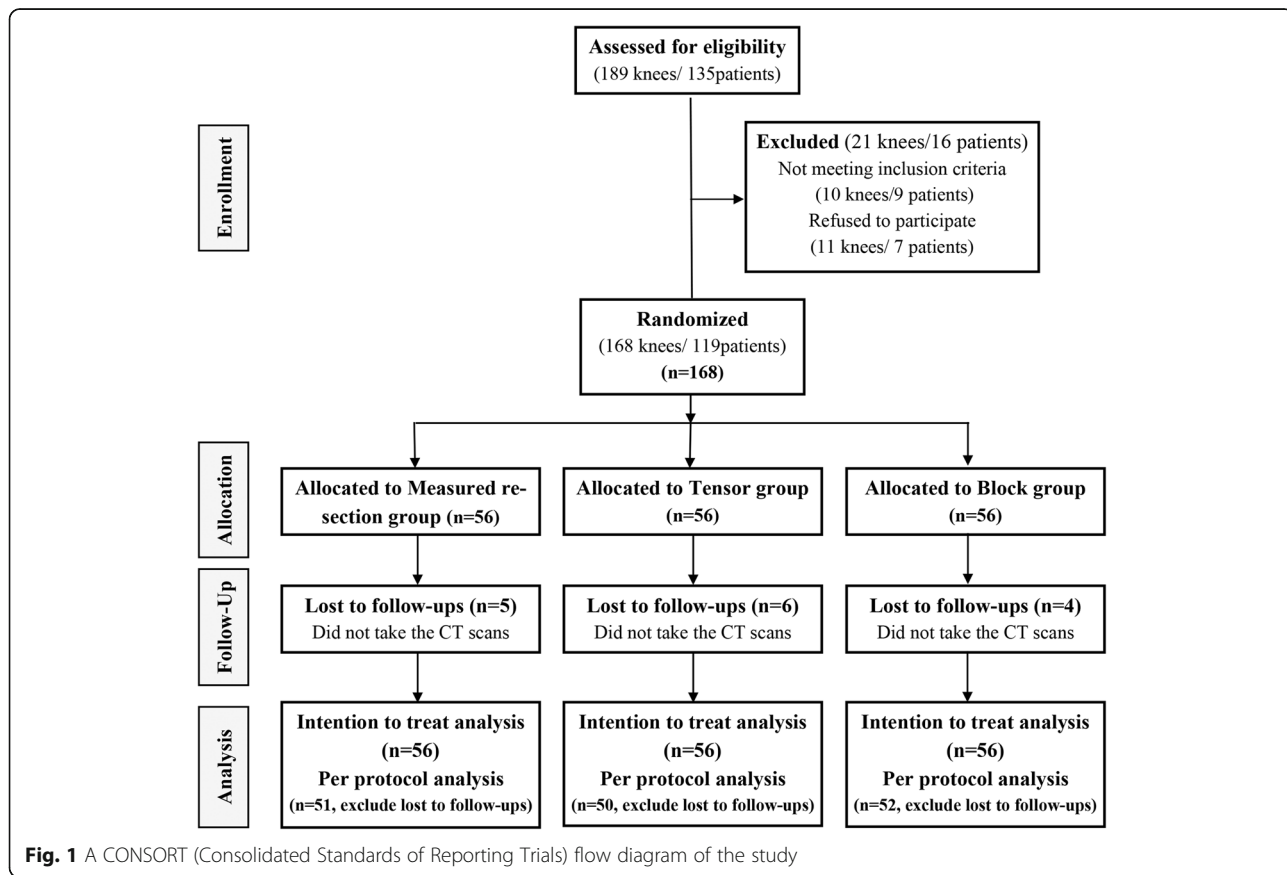 Assessed for eligibility
(189 knees/ 135patients)
Enrollment
Excluded (21 knees/16 patients)
Not meeting inclusion criteria
(10 knees/9 patients)
Refused to participate
(11 knees/ 7 patients)
Randomized
(168 knees/ 119patients)
(n=168)
Allocation
Allocated to Measured re-
section group (n=56)
Allocated to Tensor group
(n=56)
Allocated to Block group
(n=56)
Follow-Up
Lost to follow-ups (n=5)
Did not take the CT scans
Lost to follow-ups (n=6)
Did not take the CT scans
Lost to follow-ups (n=4)
Did not take the CT scans
Analysis
Intention to treat analysis
(n=56)
Per protocol analysis
(n=51, exclude lost to follow-ups)
Intention to treat analysis
(n=56)
Per protocol analysis
(n=50, exclude lost to follow-ups)
Intention to treat analysis
(n=56)
Per protocol analysis
(n=52, exclude lost to follow-ups)
Fig. 1 A CONSORT (Consolidated Standards of Reporting Trials) flow diagram of the study